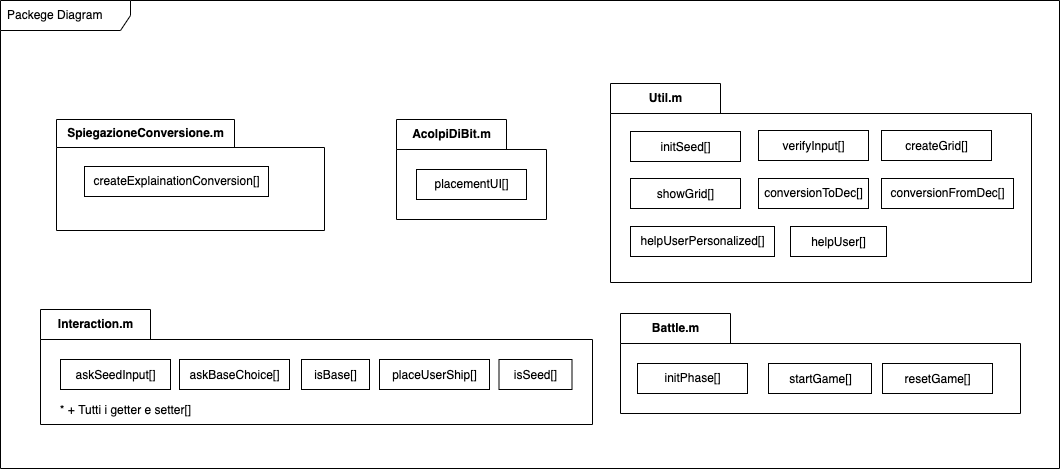 Packege Diagram
SpiegazioneConversione.m
createExplainationConversion[]
AcolpiDiBit.m
placementUI[]
Util.m
initSeed[]
verifyInput[]
createGrid[]
showGrid[]
conversionToDec[]
conversionFromDec[]
helpUserPersonalized[]
helpUser[]
Interaction.m
askSeedInput[]
askBaseChoice[]
isBase[]
placeUserShip[]
isSeed[]
* + Tutti i getter e setter[]
Battle.m
initPhase[]
startGame[]
resetGame[]